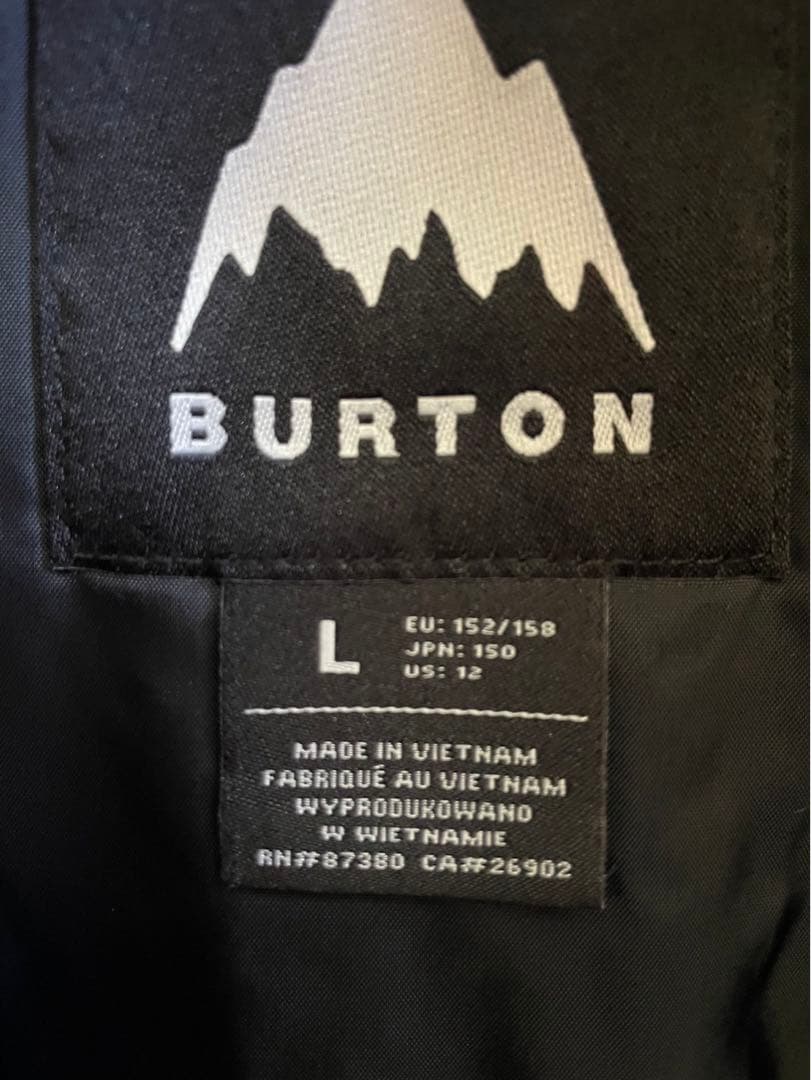 BURTON
L
EU: 152/158
JPN: 150
US: 12
MADE IN VIETNAM
FABRIQUÉ AU VIETNAM
WYPRODUKOWANO
W WIETNAMIE
RN#87380 CA#26902